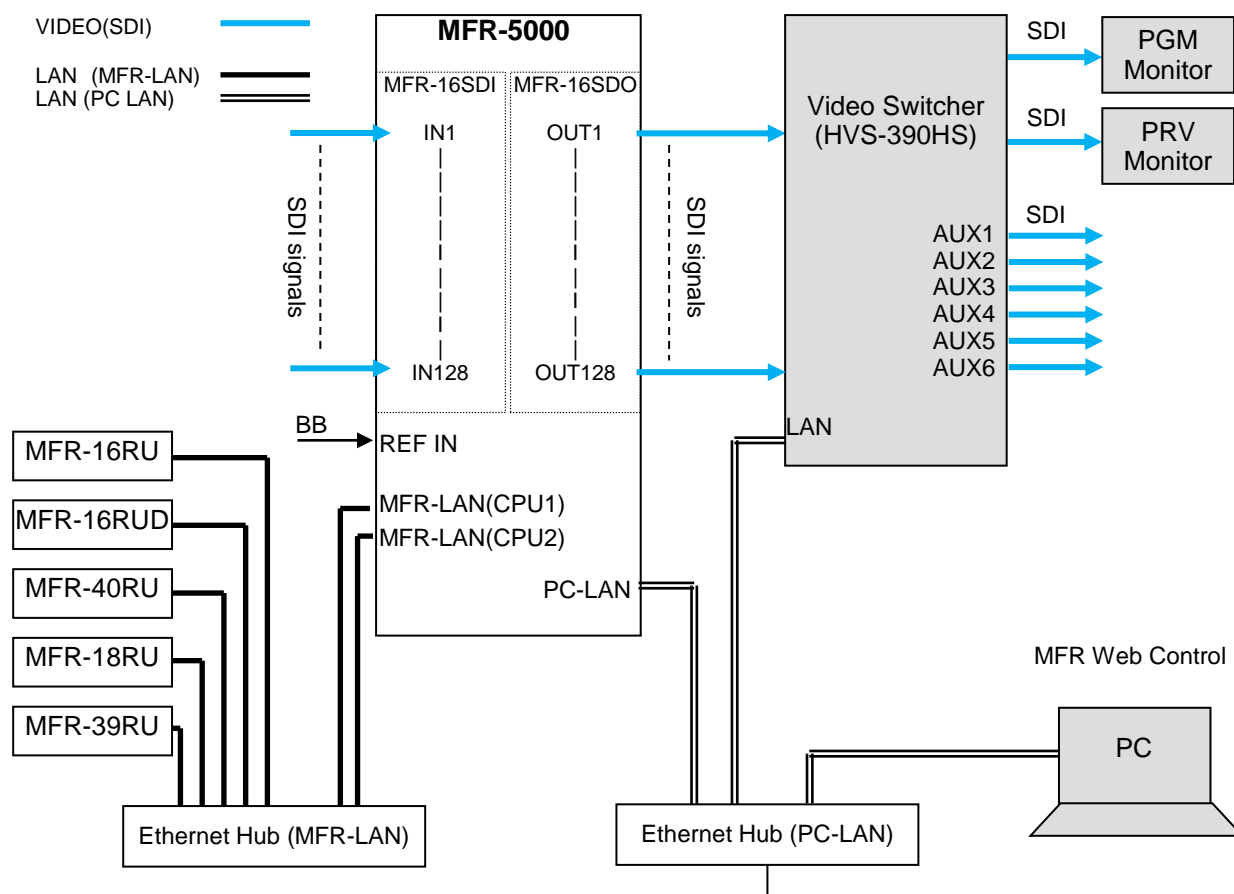 VIDEO(SDI)
LAN (MFR-LAN)
LAN (PC LAN)
MFR-5000
MFR-16SDI
MFR-16SDO
IN1
OUT1
IN128
OUT128
SDI signals
SDI signals
BB
REF IN
MFR-LAN(CPU1)
MFR-LAN(CPU2)
PC-LAN
Video Switcher
(HVS-390HS)
AUX1
AUX2
AUX3
AUX4
AUX5
AUX6
LAN
SDI
PGM
Monitor
SDI
PRV
Monitor
SDI
MFR-16RU
MFR-16RUD
MFR-40RU
MFR-18RU
MFR-39RU
Ethernet Hub (MFR-LAN)
Ethernet Hub (PC-LAN)
MFR Web Control
PC